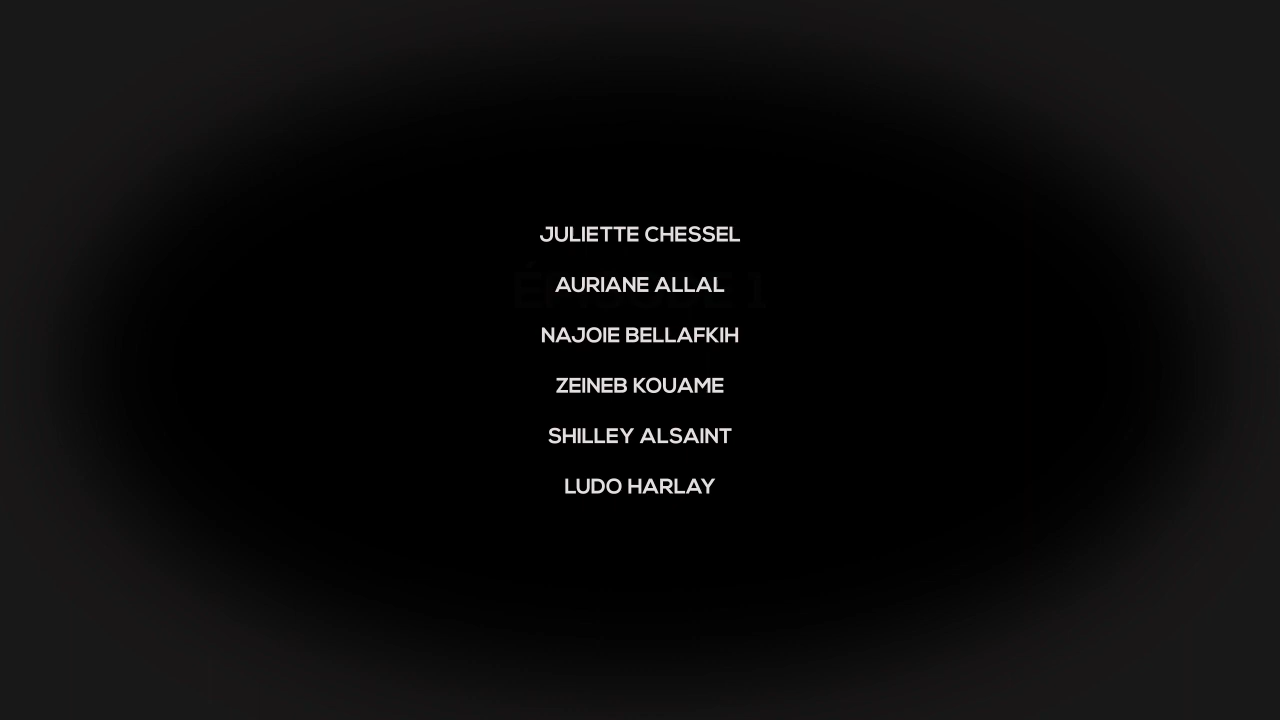 JULIETTE CHESSEL
AURIANE ALLAL
NAJOIE BELLAFKIH
ZEINEB KOUAME
SHILLEY ALSAINT
LUDO HARLAY